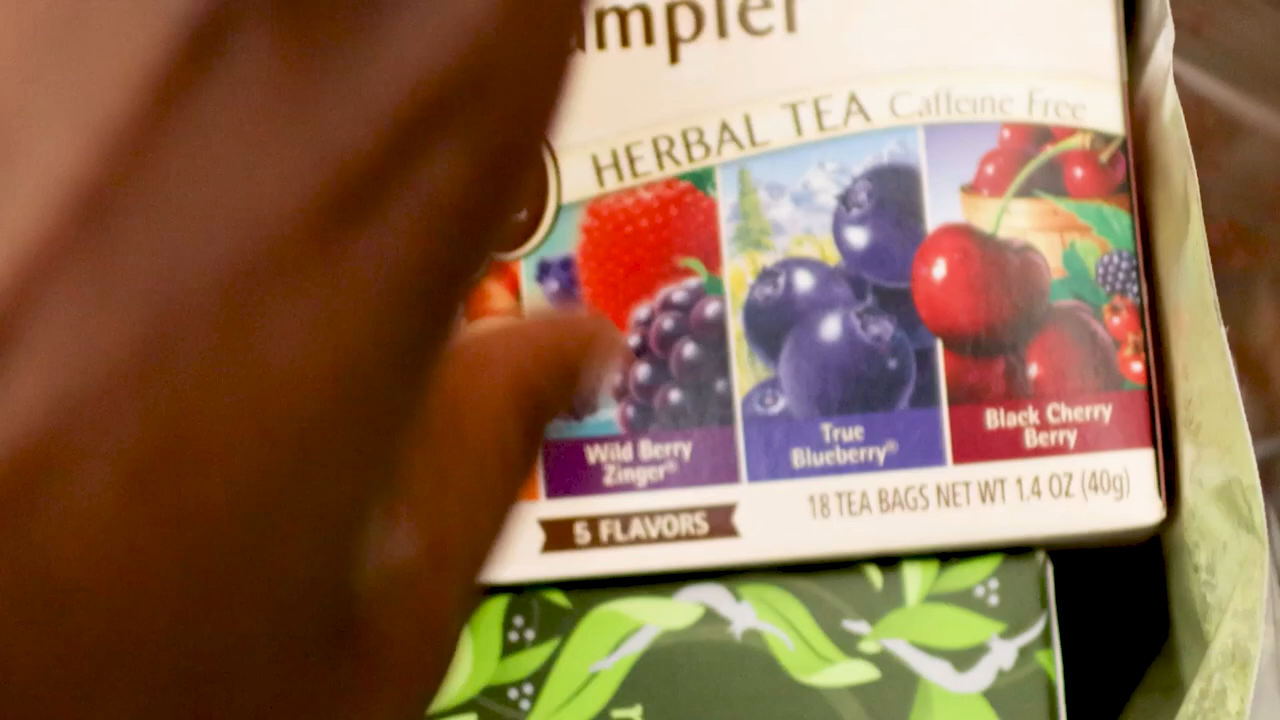 HERBAL TEA Caffeine Free
Wild Berry
Zinger®
True
Blueberry®
Black Cherry
Berry
5 FLAVORS
18 TEA BAGS NET WT 1.4 OZ (40g)